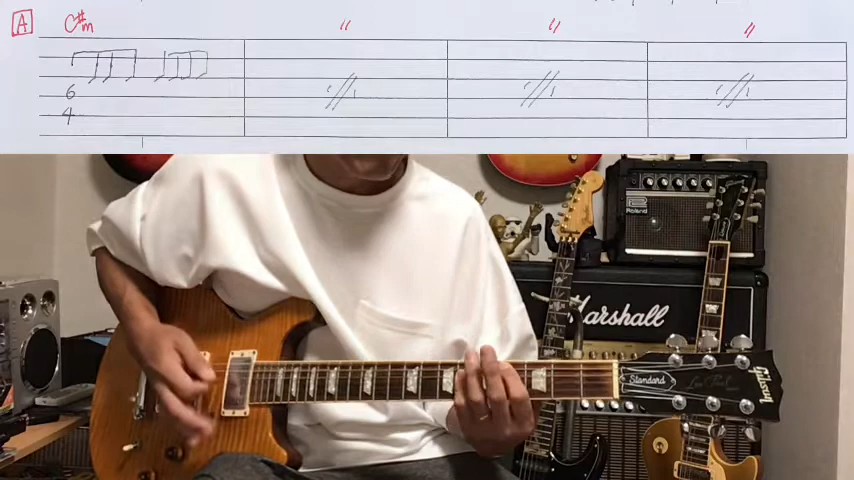 A C#m 〃 〃 〃
6
4
Roland
Marshall
Standard
Les Paul
Gibson